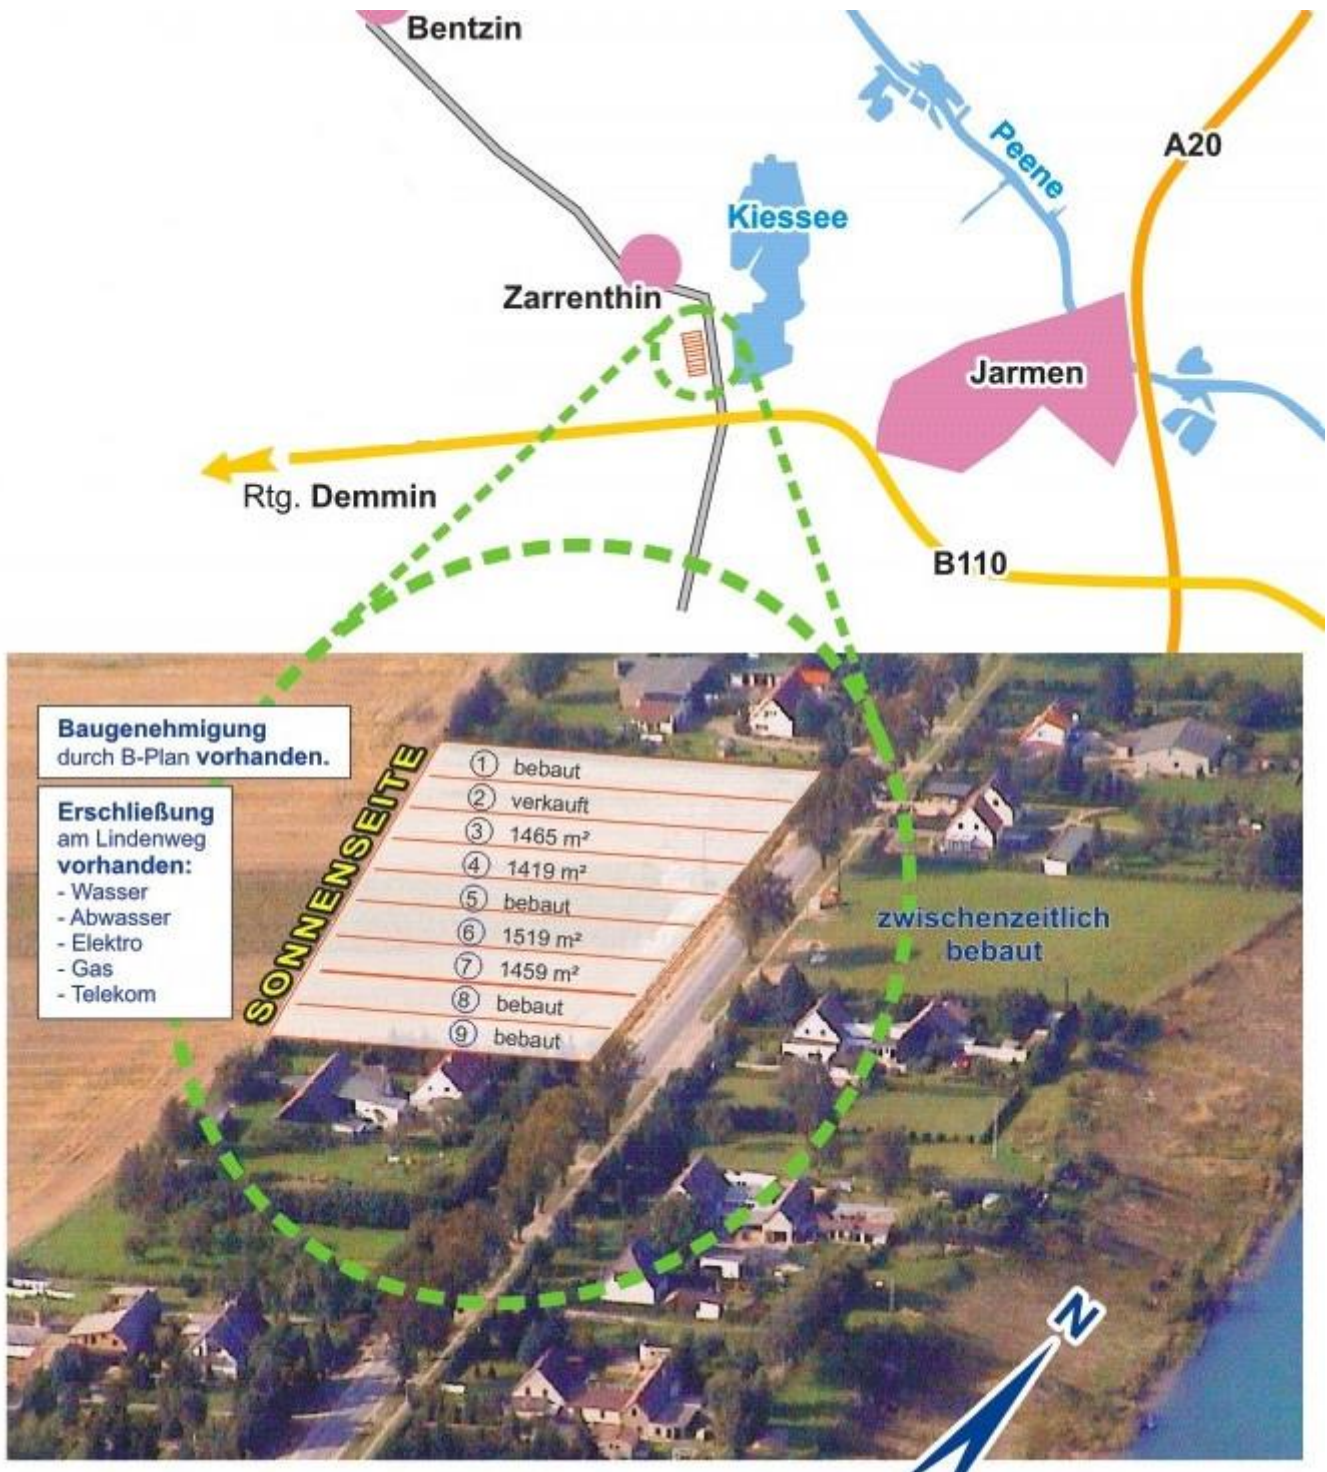 Bentzin
A20
Peene
Kiessee
Zarrenthin
Jarmen
Rtg. Demmin
B110
Baugenehmigung
durch B-Plan vorhanden.
Erschließung
am Lindenweg
vorhanden:
- Wasser
- Abwasser
- Elektro
- Gas
- Telekom
SONNENSEITE
1 bebaut
2 verkauft
3 1465 m²
4 1419 m²
5 bebaut
6 1519 m²
7 1459 m²
8 bebaut
9 bebaut
zwischenzeitlich
bebaut
N